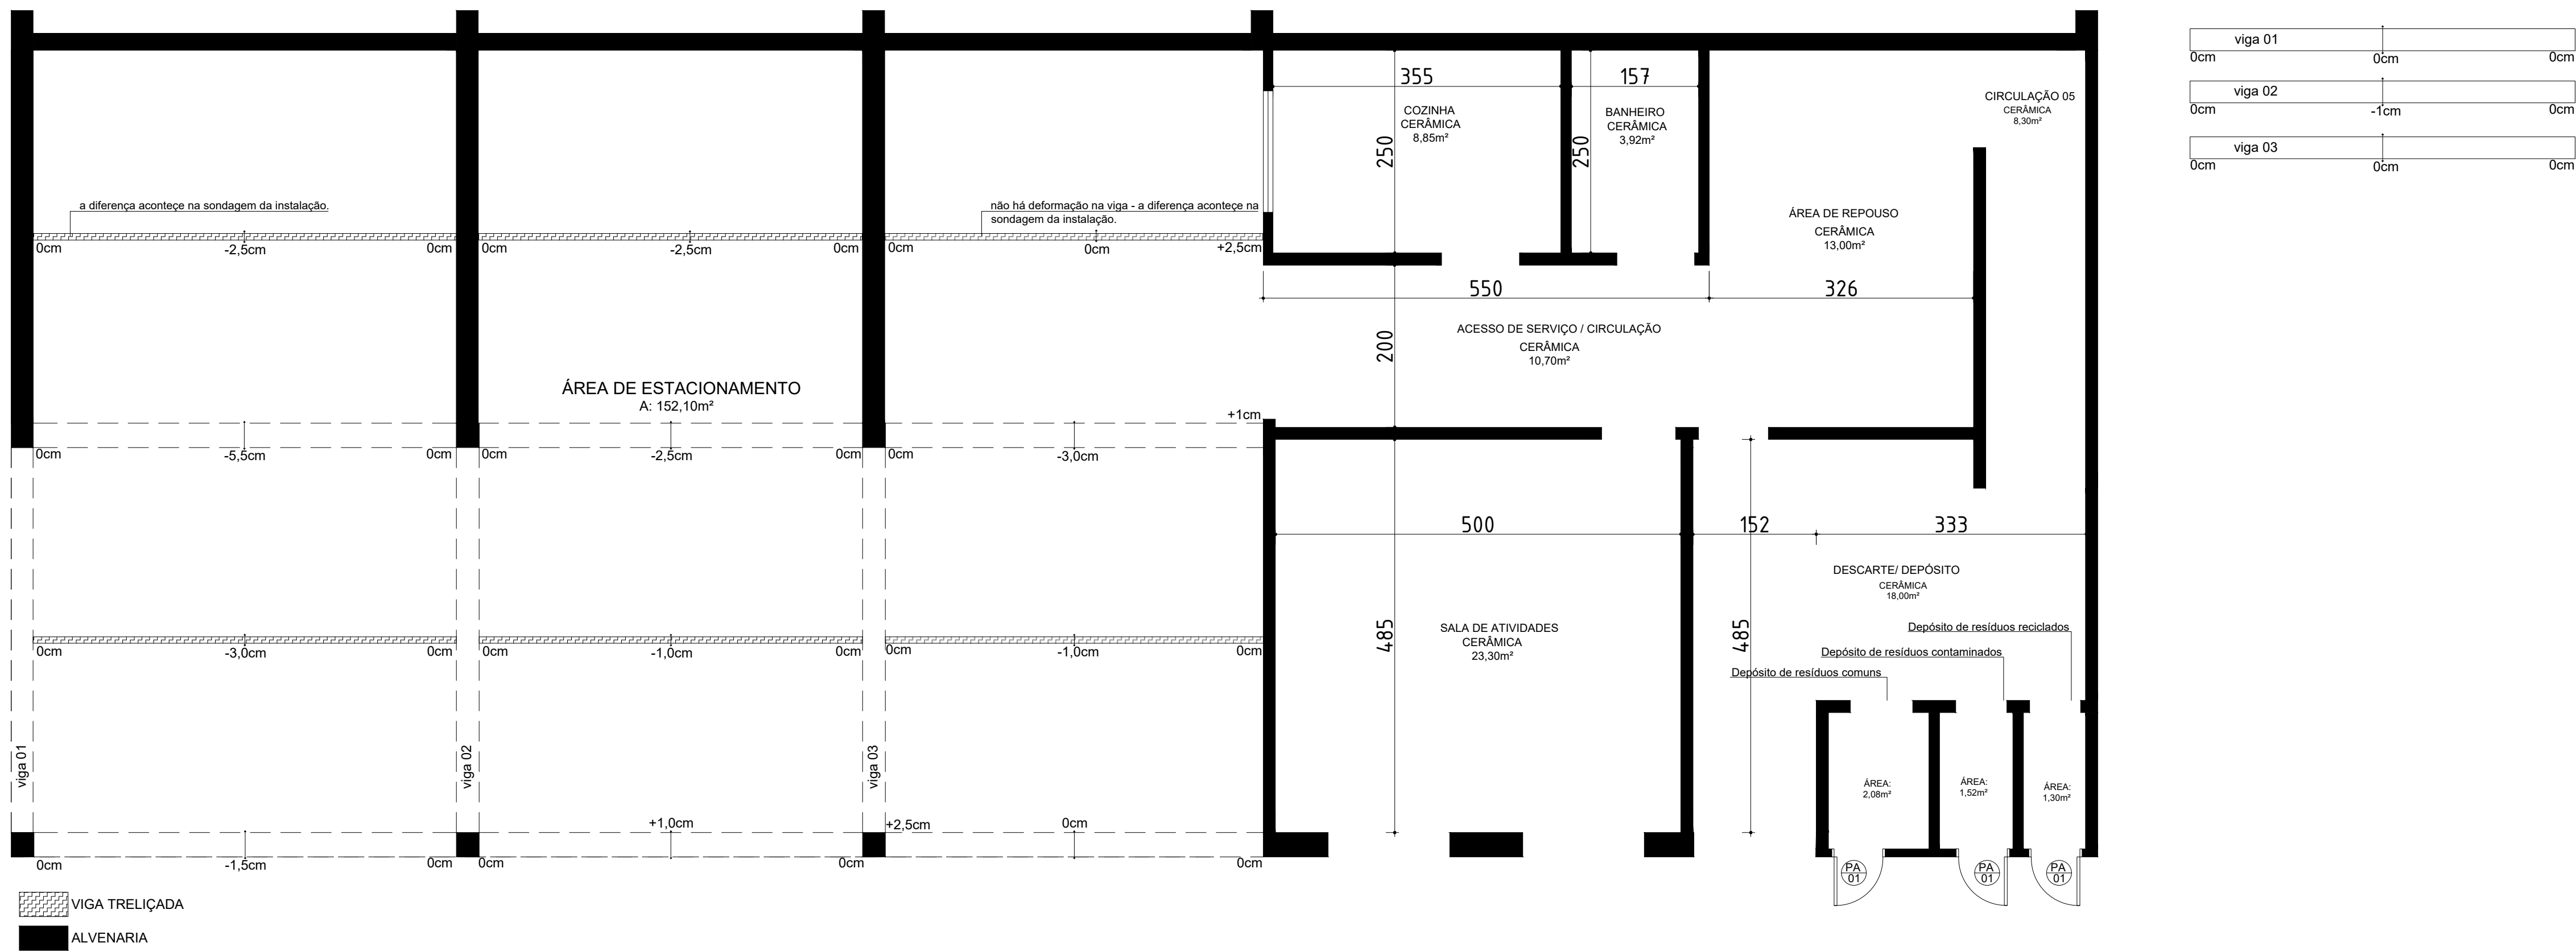 viga 01
0cm
0cm
0cm
viga 02
0cm
-1cm
0cm
viga 03
0cm
0cm
0cm
355
157
COZINHA
CERÂMICA
8,85m²
250
BANHEIRO
CERÂMICA
3,92m²
250
CIRCULAÇÃO 05
CERÂMICA
8,30m²
ÁREA DE REPOUSO
CERÂMICA
13,00m²
a diferença aconteçe na sondagem da instalação.
não há deformação na viga - a diferença aconteçe na
sondagem da instalação.
0cm
-2,5cm
0cm
0cm
-2,5cm
0cm
0cm
0cm
+2,5cm
550
326
ACESSO DE SERVIÇO / CIRCULAÇÃO
CERÂMICA
10,70m²
200
ÁREA DE ESTACIONAMENTO
A: 152,10m²
+1cm
0cm
-5,5cm
0cm
0cm
-2,5cm
0cm
0cm
-3,0cm
500
152
333
DESCARTE/ DEPÓSITO
CERÂMICA
18,00m²
SALA DE ATIVIDADES
CERÂMICA
23,30m²
485
485
Depósito de resíduos reciclados
Depósito de resíduos contaminados
Depósito de resíduos comuns
0cm
-3,0cm
0cm
0cm
-1,0cm
0cm
0cm
-1,0cm
0cm
viga 01
viga 02
viga 03
ÁREA:
2,08m²
ÁREA:
1,52m²
ÁREA:
1,30m²
+1,0cm
+2,5cm
0cm
0cm
-1,5cm
0cm
0cm
0cm
0cm
PA
01
PA
01
PA
01
VIGA TRELIÇADA
ALVENARIA